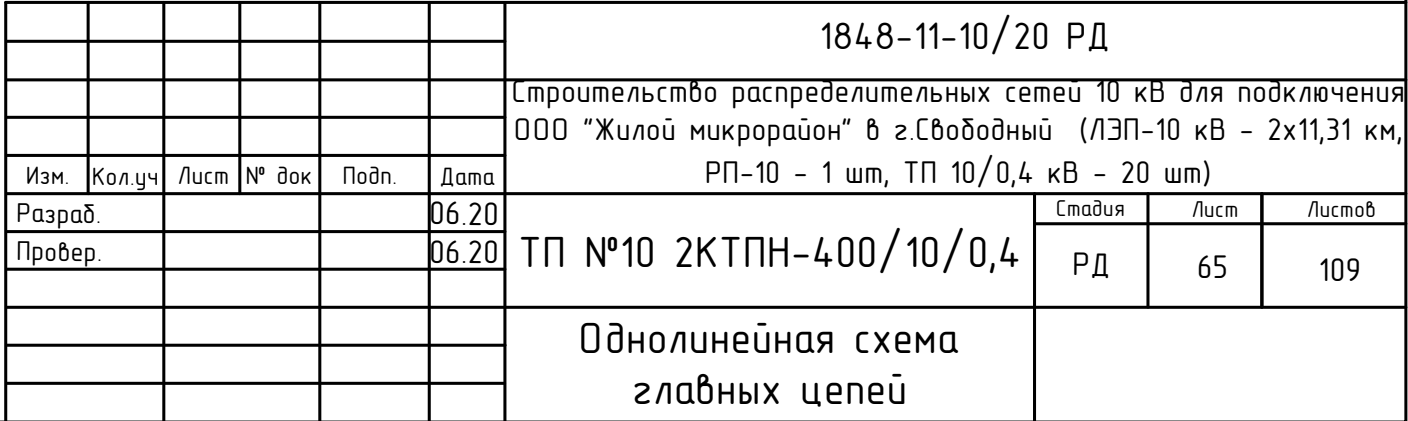 1848-11-10/20 РД
Строительство распределительных сетей 10 кВ для подключения
ООО "Жилой микрорайон" в г.Свободный (ЛЭП-10 кВ - 2х11,31 км,
РП-10 - 1 шт, ТП 10/0,4 кВ - 20 шт)
Изм. Кол.уч Лист № док Подп. Дата
Разраб. 06.20
Провер. 06.20
ТП №10 2КТПН-400/10/0,4
Стадия Лист Листов
РД 65 109
Однолинейная схема
главных цепей